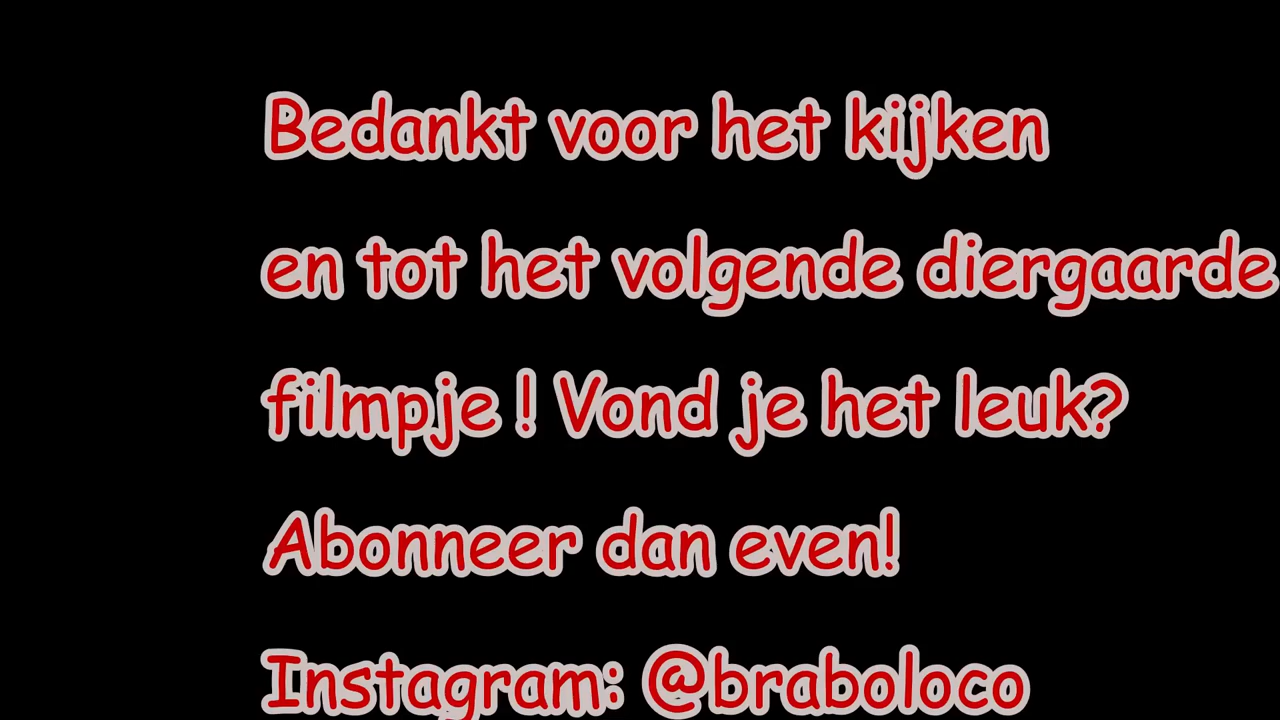 Bedankt voor het kijken
en tot het volgende diergaarde
filmpje ! Vond je het leuk?
Abonneer dan even!
Instagram: @braboloco